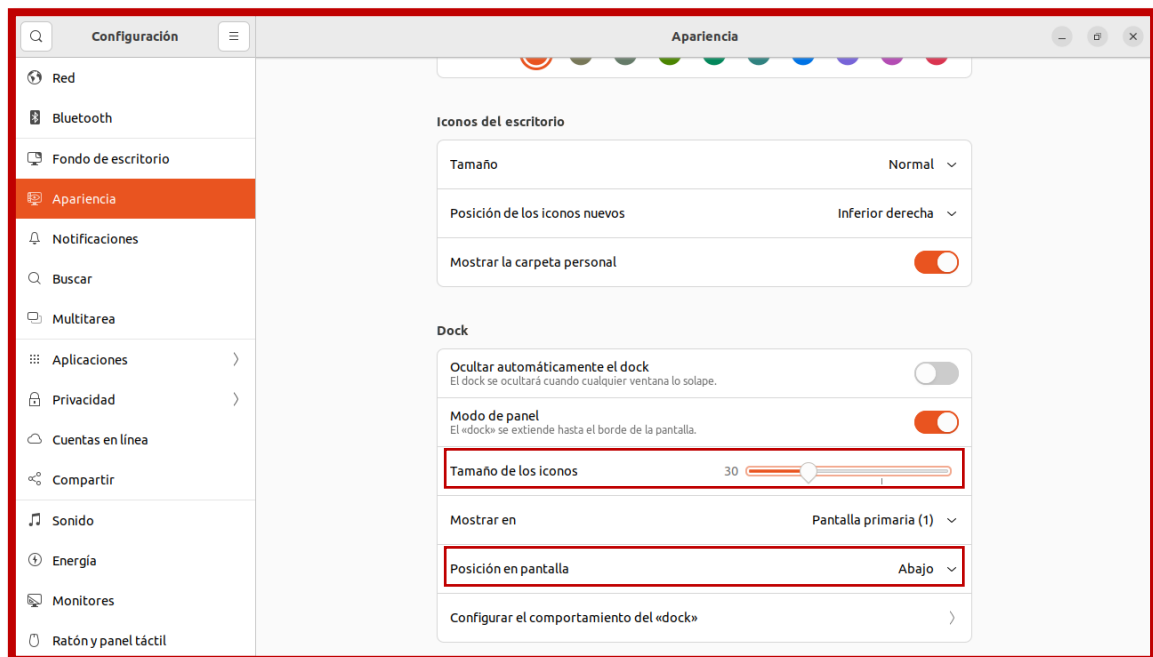 Configuración
Apariencia
Red
Bluetooth
Fondo de escritorio
Apariencia
Notificaciones
Buscar
Multitarea
Aplicaciones
Privacidad
Cuentas en línea
Compartir
Sonido
Energía
Monitores
Ratón y panel táctil
Iconos del escritorio
Tamaño Normal
Posición de los iconos nuevos Inferior derecha
Mostrar la carpeta personal
Dock
Ocultar automáticamente el dock
El dock se ocultará cuando cualquier ventana lo solape.
Modo de panel
El «dock» se extiende hasta el borde de la pantalla.
Tamaño de los iconos 30
Mostrar en Pantalla primaria (1)
Posición en pantalla Abajo
Configurar el comportamiento del «dock»